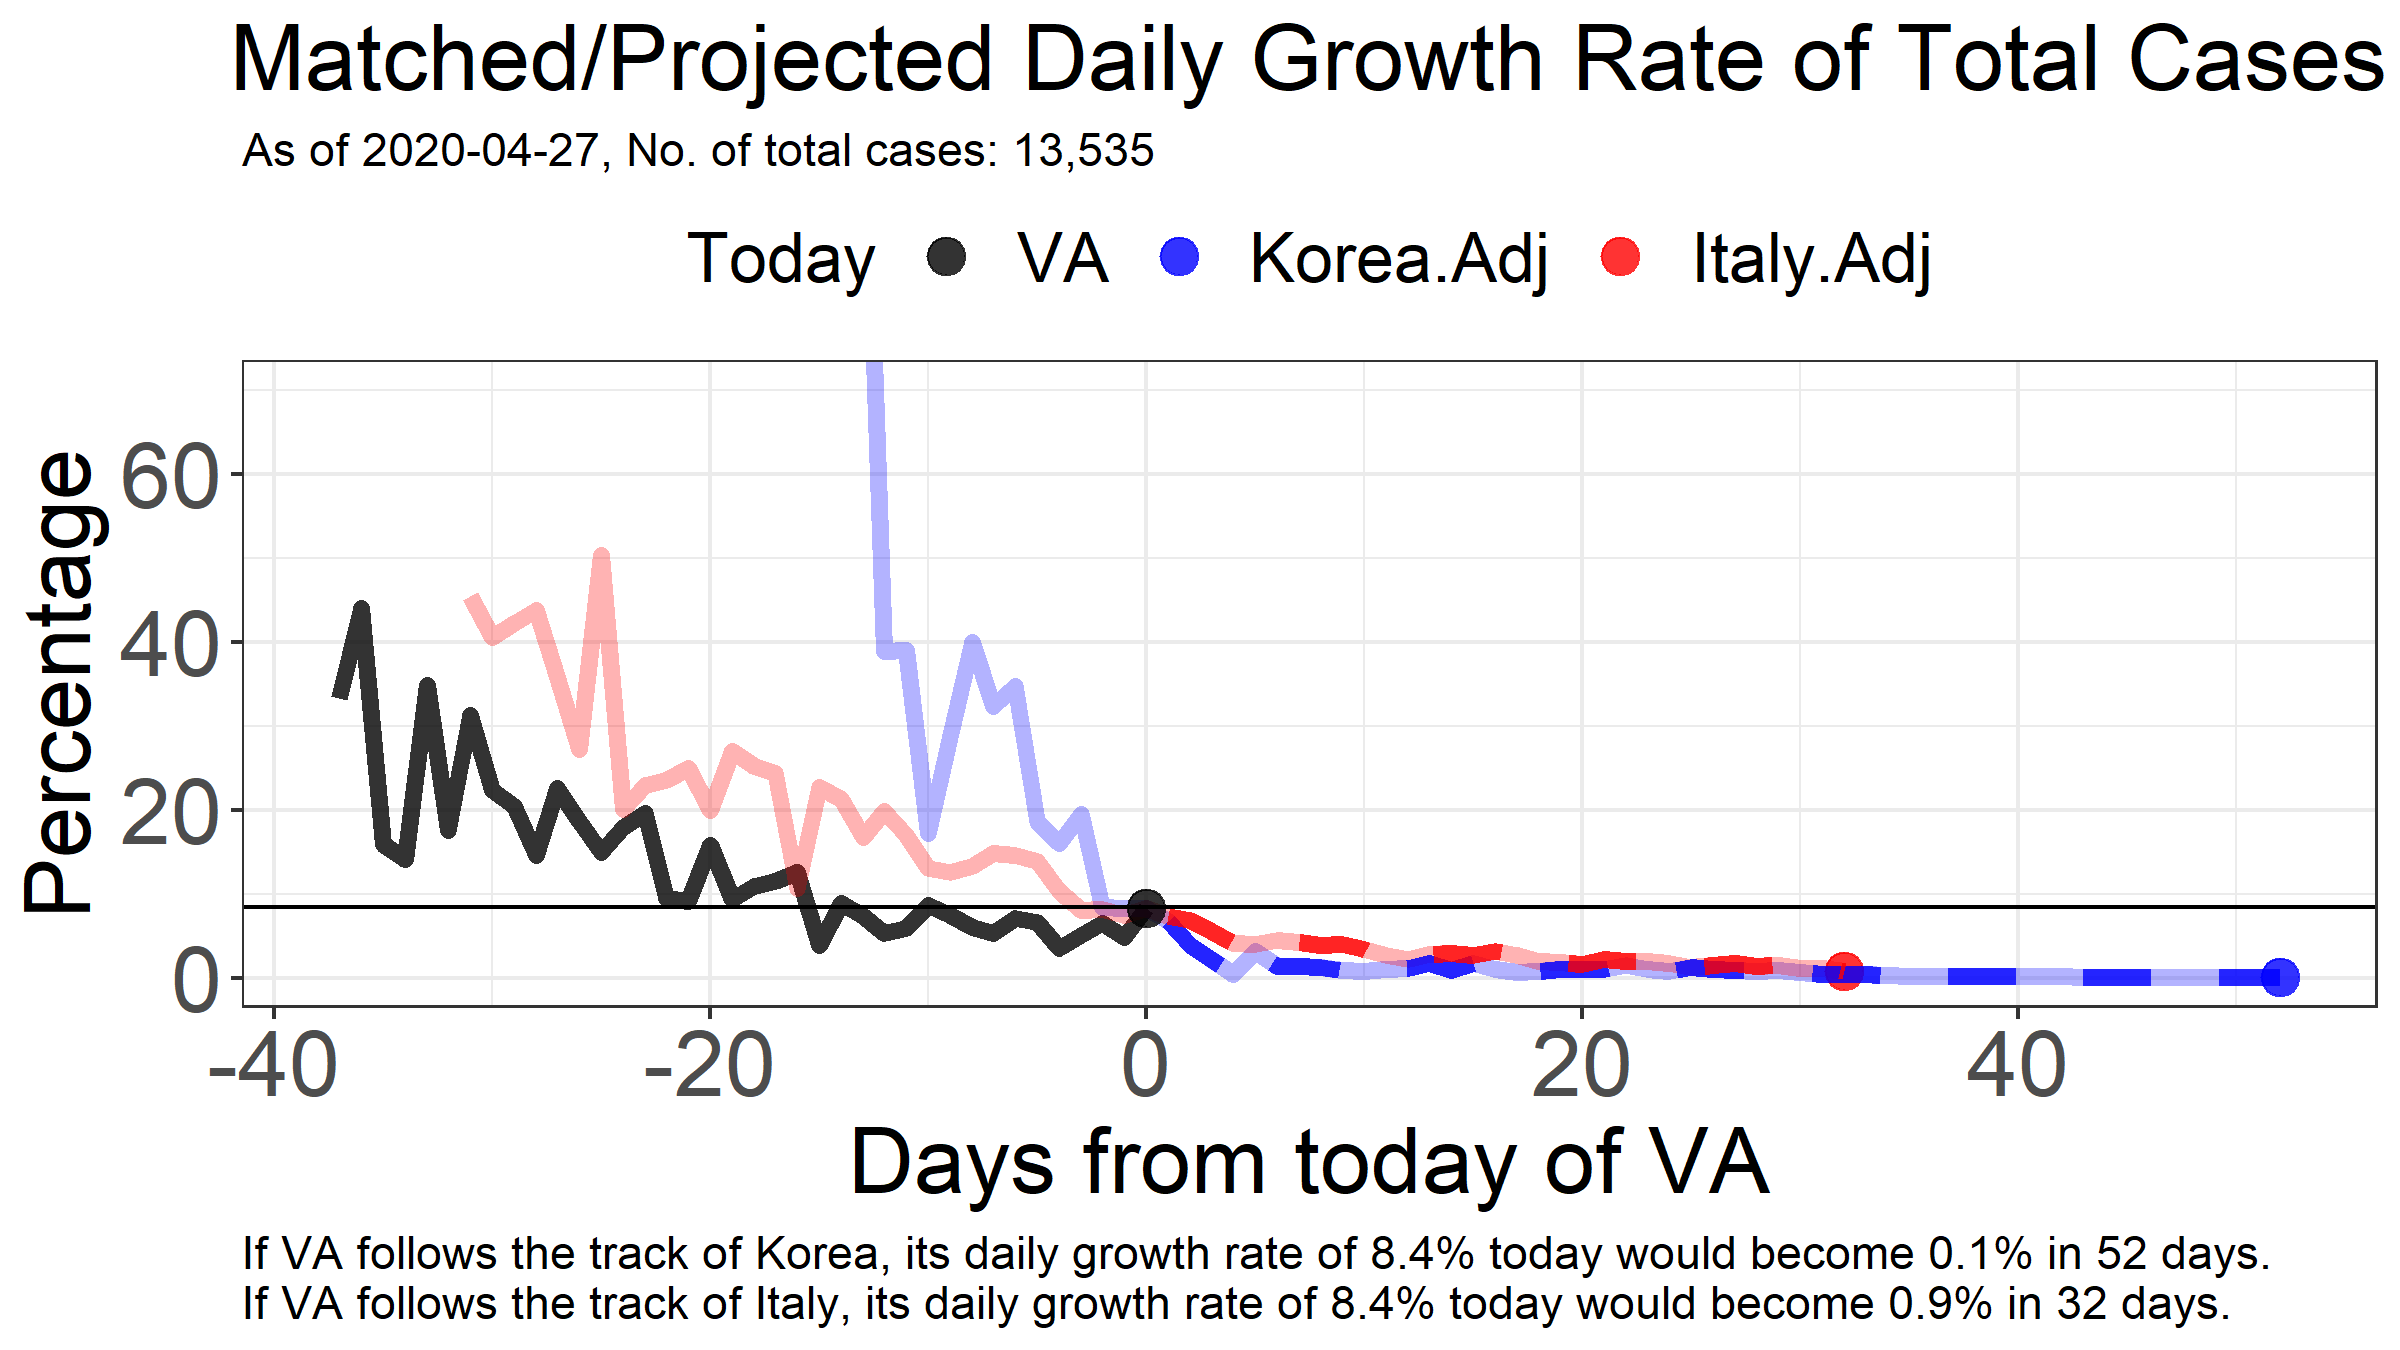 Matched/Projected Daily Growth Rate of Total Cases
As of 2020-04-27, No. of total cases: 13,535
Today VA Korea.Adj Italy.Adj
Percentage
60
40
20
0
-40 -20 0 20 40
Days from today of VA
If VA follows the track of Korea, its daily growth rate of 8.4% today would become 0.1% in 52 days.
If VA follows the track of Italy, its daily growth rate of 8.4% today would become 0.9% in 32 days.